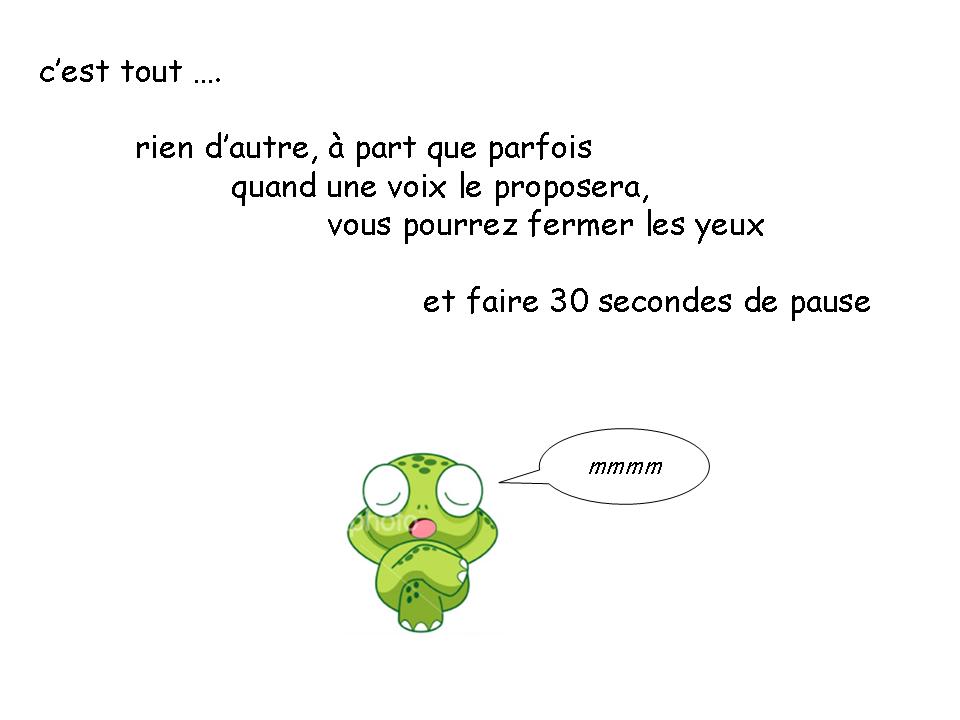 c'est tout ....
rien d'autre, à part que parfois
quand une voix le proposera,
vous pourrez fermer les yeux
et faire 30 secondes de pause
mmmm
photo